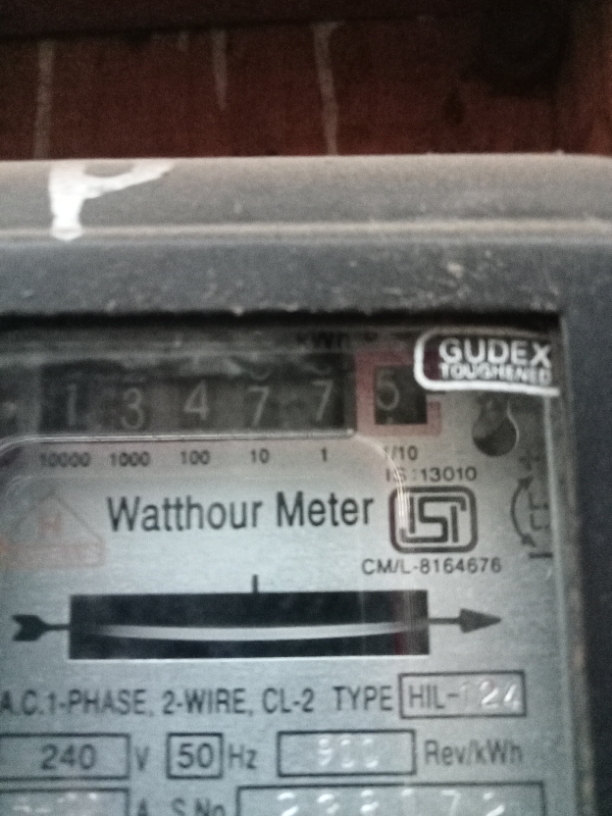 kWh
GUDEX
TOUGHENED
1 3 4 7 7 5
10000 1000 100 10 1 1/10
IS:13010
Watthour Meter
CM/L-8164676
A.C.1-PHASE, 2-WIRE, CL-2 TYPE HIL-
240 V 50 Hz 900 Rev/kWh
A S.No